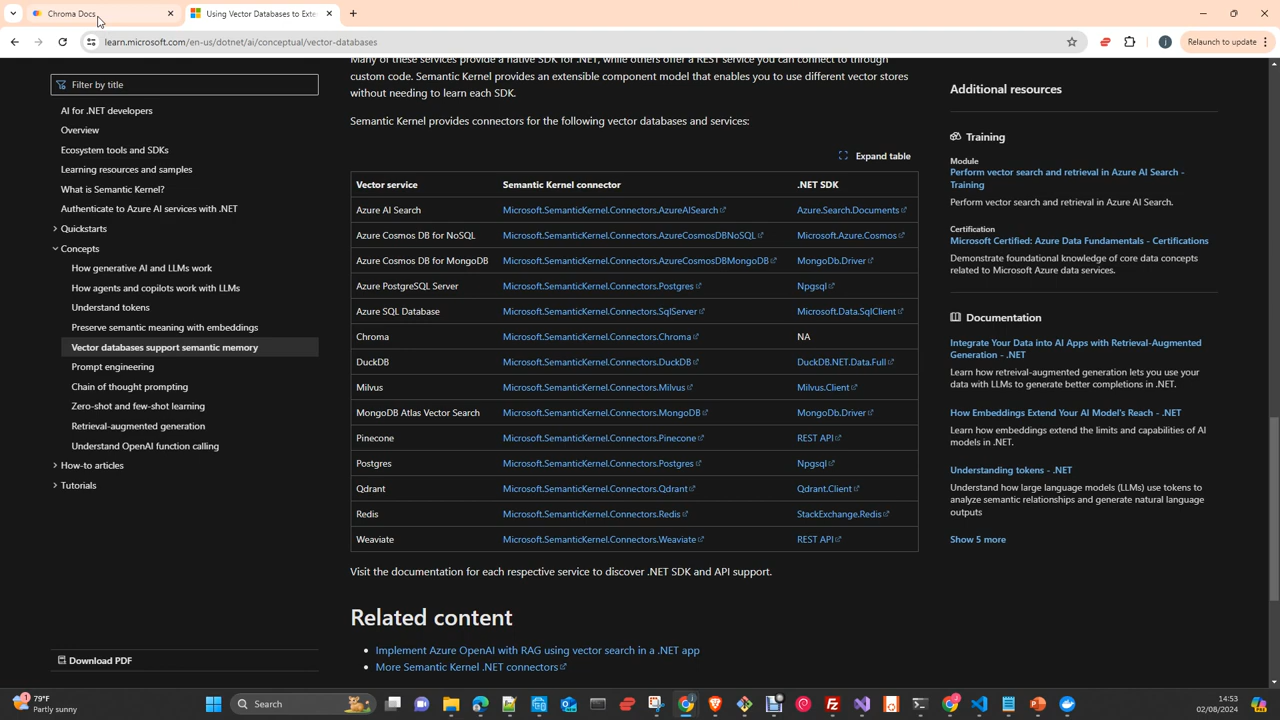 Chroma Docs
Using Vector Databases to Exte
learn.microsoft.com/en-us/dotnet/ai/conceptual/vector-databases
Relaunch to update
Filter by title
AI for .NET developers
Overview
Ecosystem tools and SDKs
Learning resources and samples
What is Semantic Kernel?
Authenticate to Azure AI services with .NET
Quickstarts
Concepts
How generative AI and LLMs work
How agents and copilots work with LLMs
Understand tokens
Preserve semantic meaning with embeddings
Vector databases support semantic memory
Prompt engineering
Chain of thought prompting
Zero-shot and few-shot learning
Retrieval-augmented generation
Understand OpenAI function calling
How-to articles
Tutorials
Download PDF
Many of these services provide a native SDK for .NET, while others offer a REST service you can connect to through
custom code. Semantic Kernel provides an extensible component model that enables you to use different vector stores
without needing to learn each SDK.
Semantic Kernel provides connectors for the following vector databases and services:
Expand table
Vector service Semantic Kernel connector .NET SDK
Azure AI Search Microsoft.SemanticKernel.Connectors.AzureAISearch Azure.Search.Documents
Azure Cosmos DB for NoSQL Microsoft.SemanticKernel.Connectors.AzureCosmosDBNoSQL Microsoft.Azure.Cosmos
Azure Cosmos DB for MongoDB Microsoft.SemanticKernel.Connectors.AzureCosmosDBMongoDB MongoDb.Driver
Azure PostgreSQL Server Microsoft.SemanticKernel.Connectors.Postgres Npgsql
Azure SQL Database Microsoft.SemanticKernel.Connectors.SqlServer Microsoft.Data.SqlClient
Chroma Microsoft.SemanticKernel.Connectors.Chroma NA
DuckDB Microsoft.SemanticKernel.Connectors.DuckDB DuckDB.NET.Data.Full
Milvus Microsoft.SemanticKernel.Connectors.Milvus Milvus.Client
MongoDB Atlas Vector Search Microsoft.SemanticKernel.Connectors.MongoDB MongoDb.Driver
Pinecone Microsoft.SemanticKernel.Connectors.Pinecone REST API
Postgres Microsoft.SemanticKernel.Connectors.Postgres Npgsql
Qdrant Microsoft.SemanticKernel.Connectors.Qdrant Qdrant.Client
Redis Microsoft.SemanticKernel.Connectors.Redis StackExchange.Redis
Weaviate Microsoft.SemanticKernel.Connectors.Weaviate REST API
Visit the documentation for each respective service to discover .NET SDK and API support.
Related content
• Implement Azure OpenAI with RAG using vector search in a .NET app
• More Semantic Kernel .NET connectors
Additional resources
Training
Module
Perform vector search and retrieval in Azure AI Search -
Training
Perform vector search and retrieval in Azure AI Search.
Certification
Microsoft Certified: Azure Data Fundamentals - Certifications
Demonstrate foundational knowledge of core data concepts
related to Microsoft Azure data services.
Documentation
Integrate Your Data into AI Apps with Retrieval-Augmented
Generation - .NET
Learn how retreival-augmented generation lets you use your
data with LLMs to generate better completions in .NET.
How Embeddings Extend Your AI Model's Reach - .NET
Learn how embeddings extend the limits and capabilities of AI
models in .NET.
Understanding tokens - .NET
Understand how large language models (LLMs) use tokens to
analyze semantic relationships and generate natural language
outputs
Show 5 more
79°F
Partly sunny
Search
14:53
02/08/2024